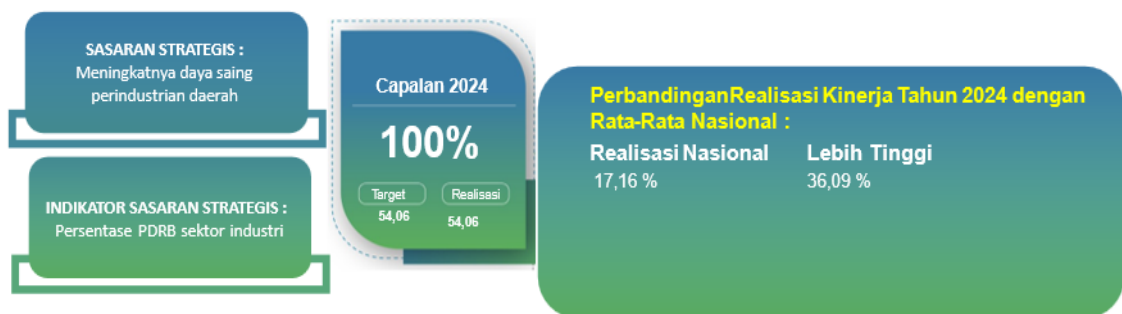 SASARAN STRATEGIS :
Meningkatnya daya saing
perindustrian daerah
INDIKATOR SASARAN STRATEGIS :
Persentase PDRB sektor industri
Capalan 2024
100%
Target Realisasi
54,06 54,06
PerbandinganRealisasi Kinerja Tahun 2024 dengan
Rata-Rata Nasional :
Realisasi Nasional Lebih Tinggi
17,16 % 36,09 %